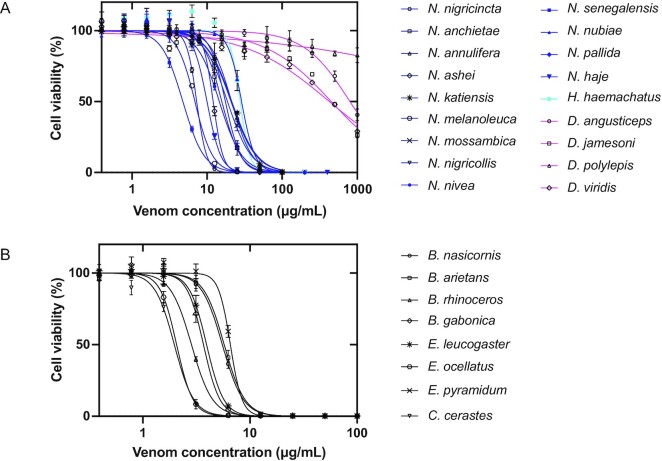 A
Cell viability (%)
100
50
0
1
10
100
1000
Venom concentration (µg/mL)
N. nigricincta
N. anchietae
N. annulifera
N. ashei
N. katiensis
N. melanoleuca
N. mossambica
N. nigricollis
N. nivea
N. senegalensis
N. nubiae
N. pallida
N. haje
H. haemachatus
D. angusticeps
D. jamesoni
D. polylepis
D. viridis
B
Cell viability (%)
100
50
0
1
10
100
Venom concentration (µg/mL)
B. nasicornis
B. arietans
B. rhinoceros
B. gabonica
E. leucogaster
E. ocellatus
E. pyramidum
C. cerastes